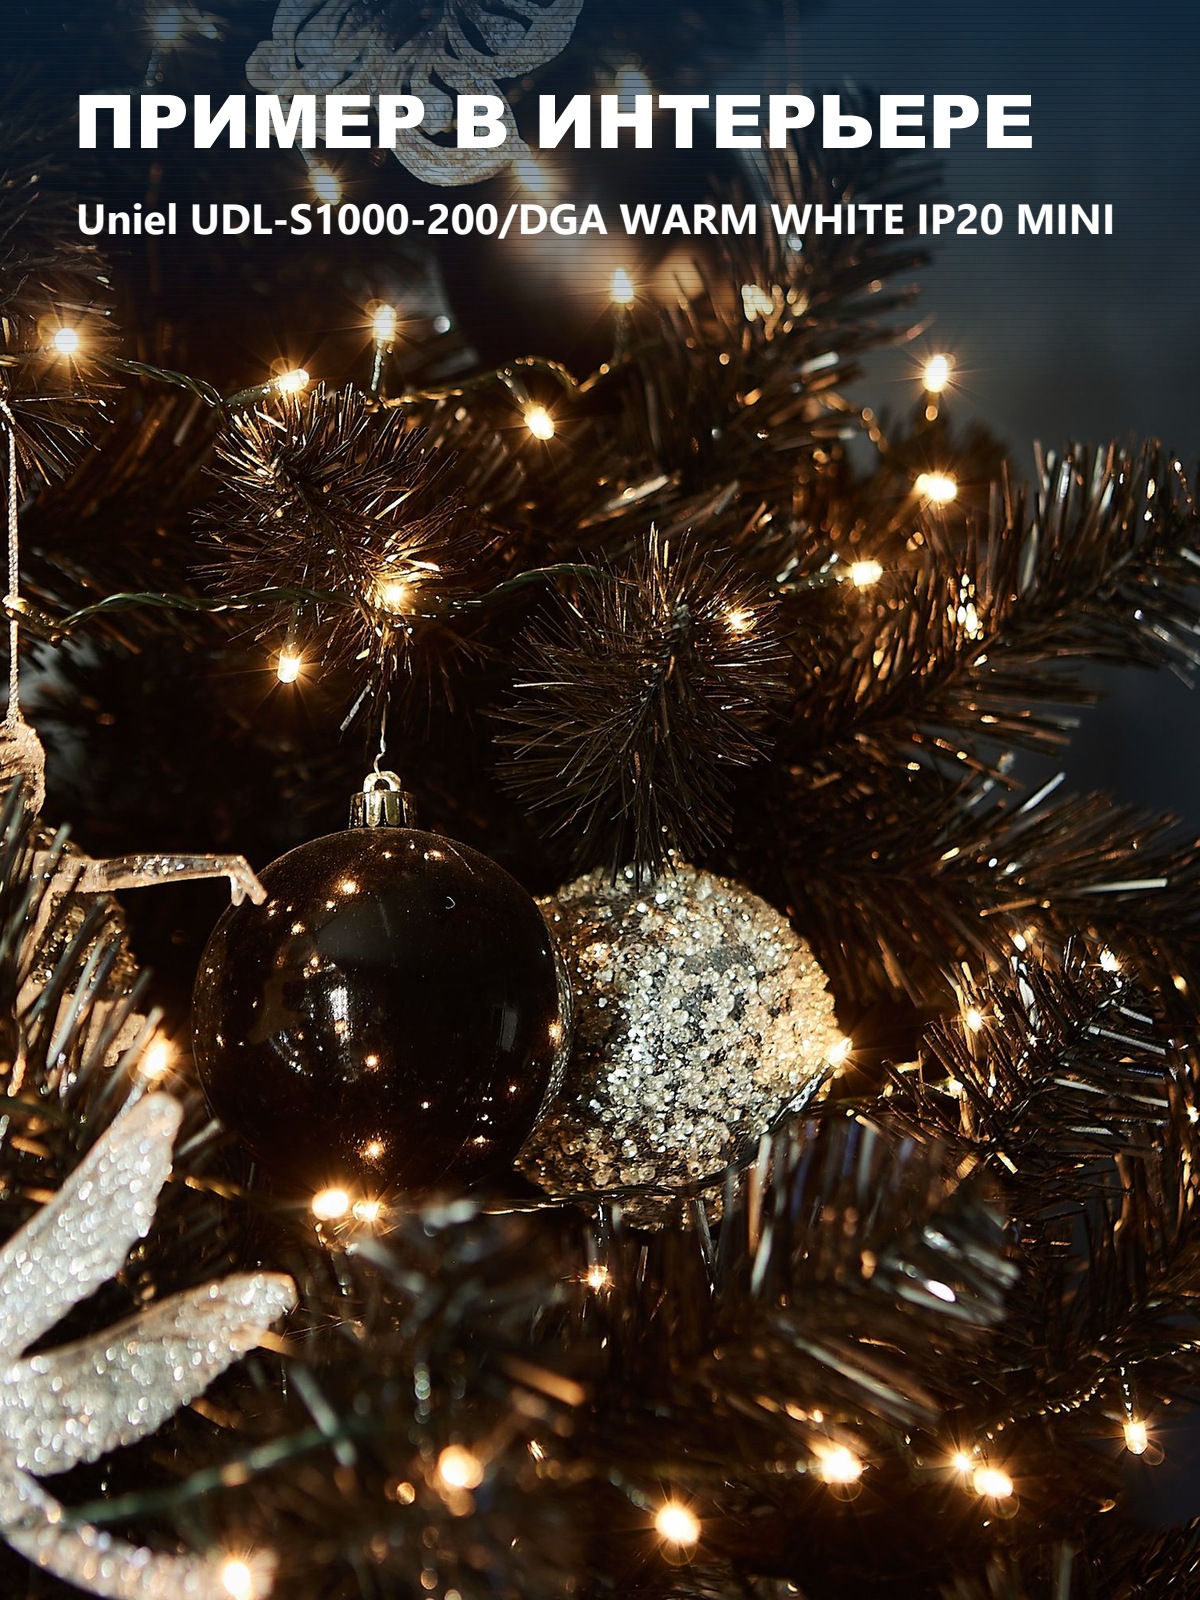 ПРИМЕР В ИНТЕРЬЕРЕ
Uniel UDL-S1000-200/DGA WARM WHITE IP20 MINI